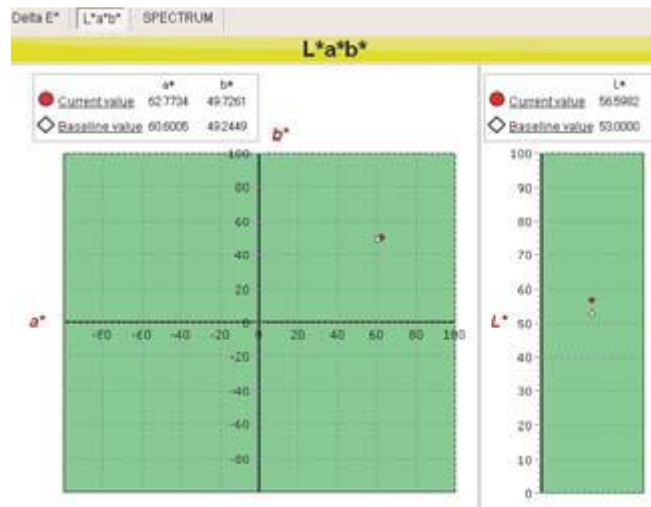 Delta E* L*a*b* SPECTRUM
L*a*b*
a* b*
Current value 62.7734 49.7261
Baseline value 60.6005 49.2449
L*
Current value 56.5982
Baseline value 53.0000
b*
100
80
60
40
20
0
-20
-40
-60
-80
a*
-80 -60 -40 -20 0 20 40 60 80 100
L*
100
90
80
70
60
50
40
30
20
10
0